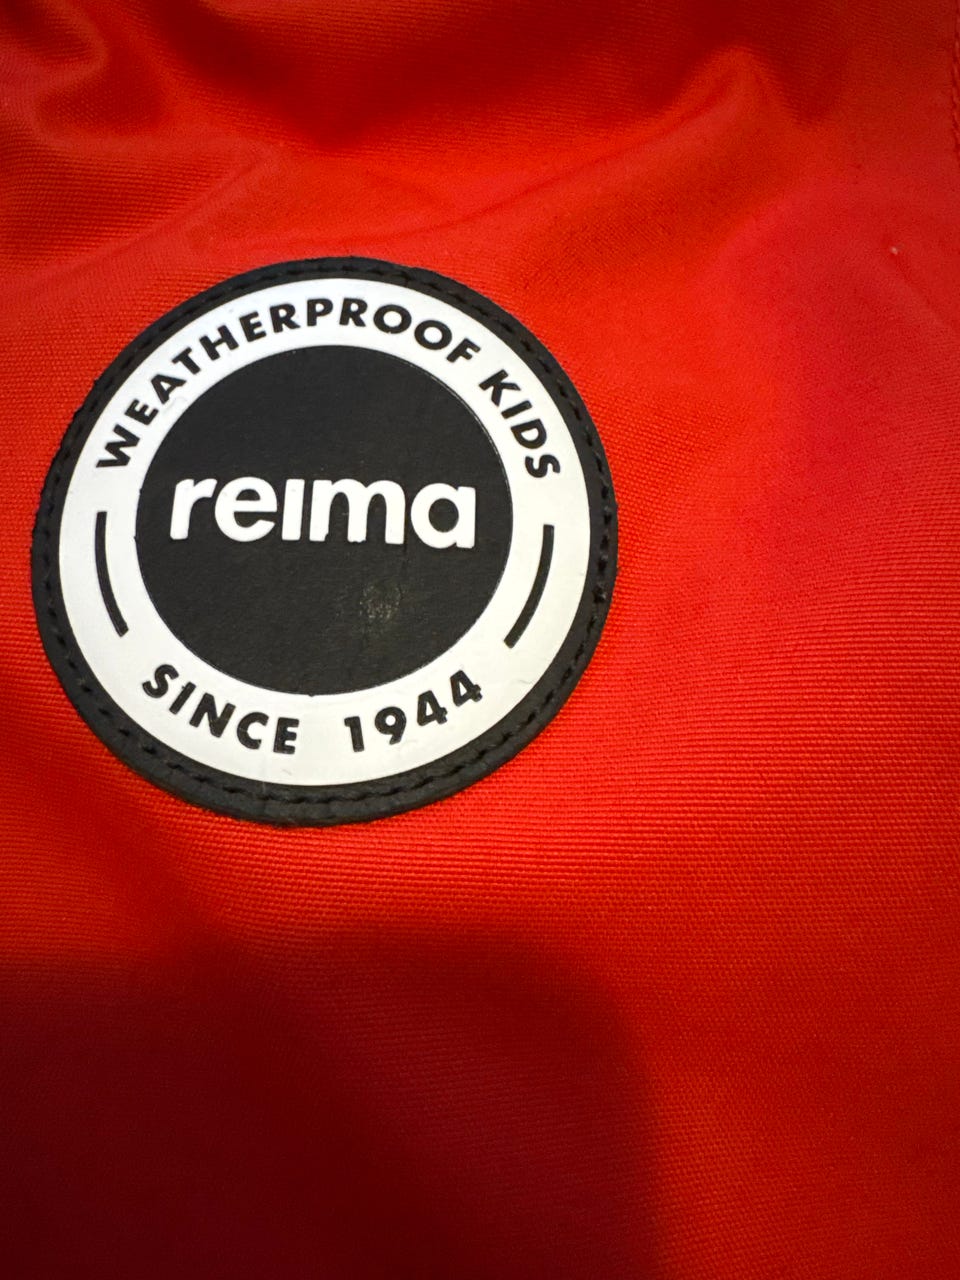 WEATHERPROOF KIDS
reima
SINCE 1944